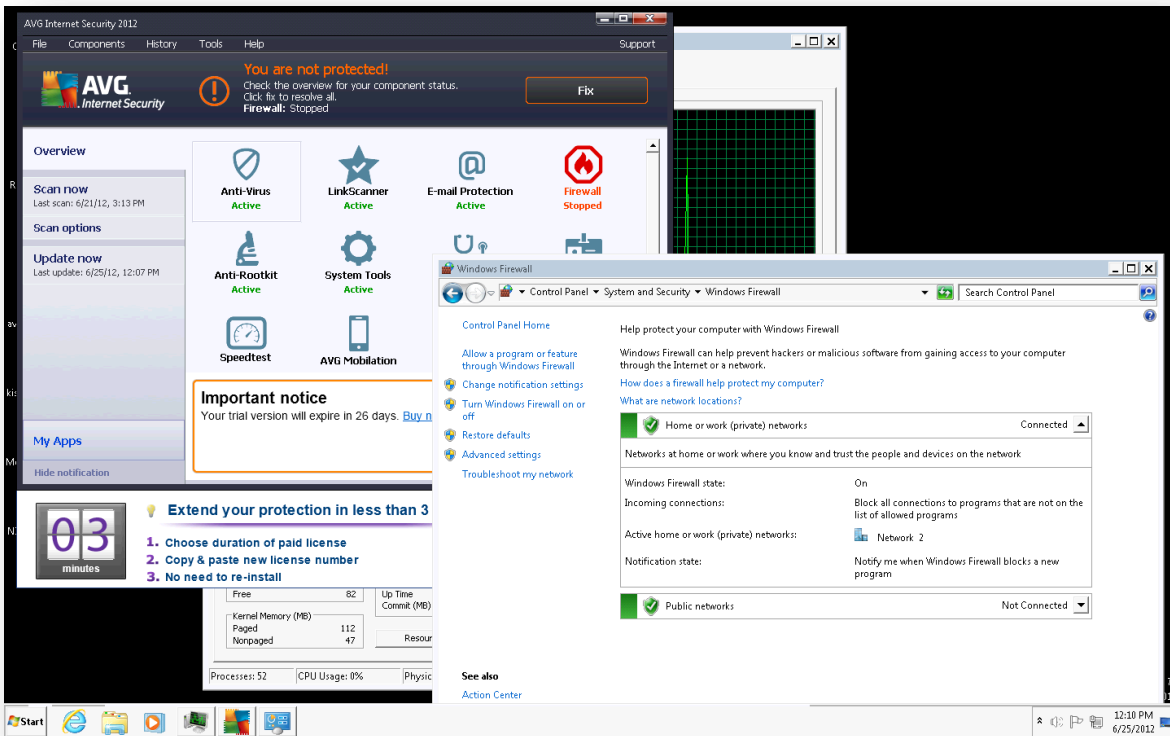 AVG Internet Security 2012
File Components History Tools Help Support
AVG.
Internet Security
You are not protected!
Check the overview for your component status.
Click fix to resolve all.
Firewall: Stopped
Fix
Overview
Scan now
Last scan: 6/21/12, 3:13 PM
Scan options
Update now
Last update: 6/25/12, 12:07 PM
My Apps
Hide notification
Anti-Virus
Active
LinkScanner
Active
E-mail Protection
Active
Firewall
Stopped
Anti-Rootkit
Active
System Tools
Active
Speedtest
AVG Mobilation
Important notice
Your trial version will expire in 26 days. Buy n
03
minutes
Extend your protection in less than 3
1. Choose duration of paid license
2. Copy & paste new license number
3. No need to re-install
Free 82
Kernel Memory (MB)
Paged 112
Nonpaged 47
Up Time
Commit (MB)
Resour
Processes: 52 CPU Usage: 0% Physic
Windows Firewall
Control Panel System and Security Windows Firewall
Search Control Panel
Control Panel Home
Allow a program or feature
through Windows Firewall
Change notification settings
Turn Windows Firewall on or
off
Restore defaults
Advanced settings
Troubleshoot my network
See also
Action Center
Help protect your computer with Windows Firewall
Windows Firewall can help prevent hackers or malicious software from gaining access to your computer
through the Internet or a network.
How does a firewall help protect my computer?
What are network locations?
Home or work (private) networks Connected
Networks at home or work where you know and trust the people and devices on the network
Windows Firewall state: On
Incoming connections: Block all connections to programs that are not on the
list of allowed programs
Active home or work (private) networks: Network 2
Notification state: Notify me when Windows Firewall blocks a new
program
Public networks Not Connected
Start
12:10 PM
6/25/2012